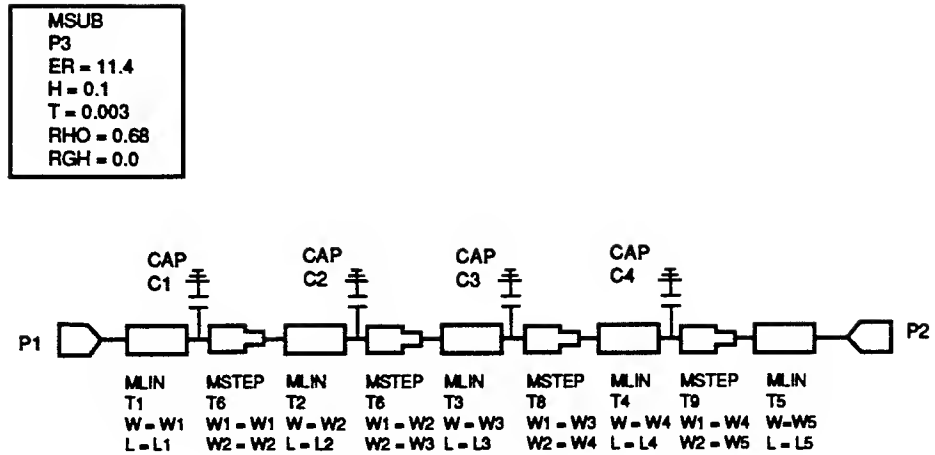 MSUB
P3
ER = 11.4
H = 0.1
T = 0.003
RHO = 0.68
RGH = 0.0
CAP
C1
CAP
C2
CAP
C3
CAP
C4
P1
P2
MLIN
T1
W = W1
L = L1
MSTEP
T6
W1 = W1
W2 = W2
MLIN
T2
W = W2
L = L2
MSTEP
T6
W1 = W2
W2 = W3
MLIN
T3
W = W3
L = L3
MSTEP
T8
W1 = W3
W2 = W4
MLIN
T4
W = W4
L = L4
MSTEP
T9
W1 = W4
W2 = W5
MLIN
T5
W=W5
L = L5